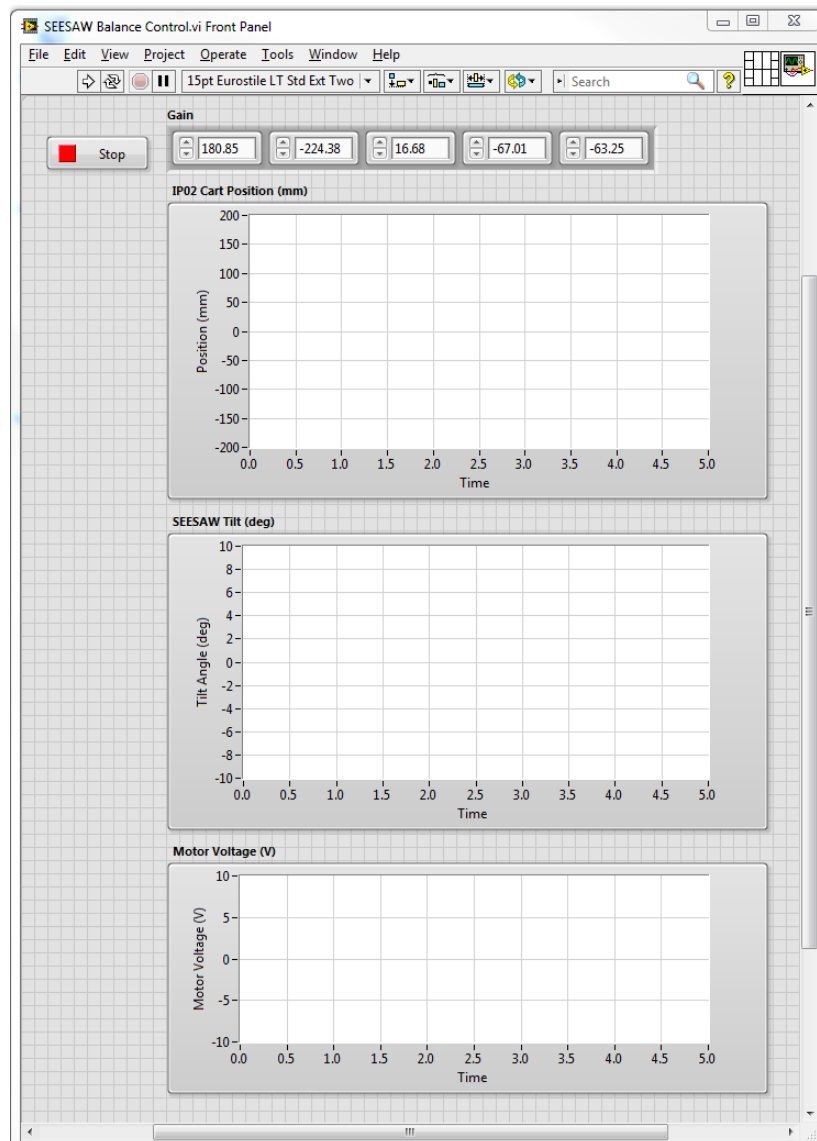 SEESAW Balance Control.vi Front Panel
File Edit View Project Operate Tools Window Help
15pt Eurostile LT Std Ext Two Search
Gain
Stop 180.85 -224.38 16.68 -67.01 -63.25
IP02 Cart Position (mm)
200
150
100
50
0
-50
-100
-150
-200
Position (mm)
0.0 0.5 1.0 1.5 2.0 2.5 3.0 3.5 4.0 4.5 5.0
Time
SEESAW Tilt (deg)
10
8
6
4
2
0
-2
-4
-6
-8
-10
Tilt Angle (deg)
0.0 0.5 1.0 1.5 2.0 2.5 3.0 3.5 4.0 4.5 5.0
Time
Motor Voltage (V)
10
5
0
-5
-10
Motor Voltage (V)
0.0 0.5 1.0 1.5 2.0 2.5 3.0 3.5 4.0 4.5 5.0
Time